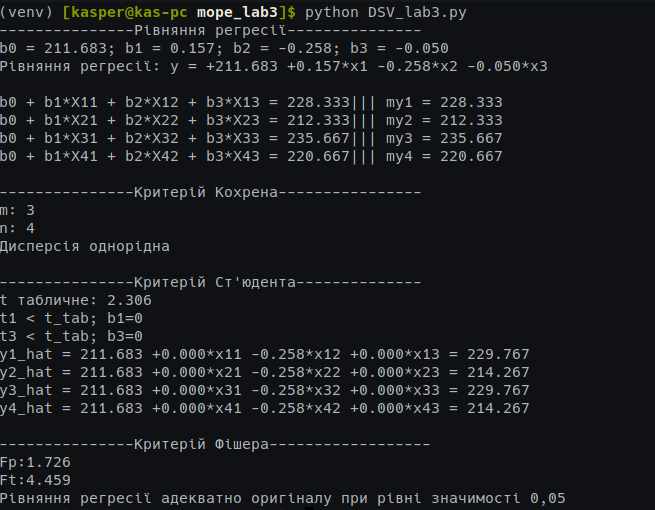 (venv) [kasper@kas-pc mope_lab3]$ python DSV_lab3.py
---------------Рівняння регресії---------------
b0 = 211.683; b1 = 0.157; b2 = -0.258; b3 = -0.050
Рівняння регресії: y = +211.683 +0.157*x1 -0.258*x2 -0.050*x3
b0 + b1*X11 + b2*X12 + b3*X13 = 228.333||| my1 = 228.333
b0 + b1*X21 + b2*X22 + b3*X23 = 212.333||| my2 = 212.333
b0 + b1*X31 + b2*X32 + b3*X33 = 235.667||| my3 = 235.667
b0 + b1*X41 + b2*X42 + b3*X43 = 220.667||| my4 = 220.667
---------------Критерій Кохрена----------------
m: 3
n: 4
Дисперсія однорідна
---------------Критерій Ст'юдента--------------
t табличне: 2.306
t1 < t_tab; b1=0
t3 < t_tab; b3=0
y1_hat = 211.683 +0.000*x11 -0.258*x12 +0.000*x13 = 229.767
y2_hat = 211.683 +0.000*x21 -0.258*x22 +0.000*x23 = 214.267
y3_hat = 211.683 +0.000*x31 -0.258*x32 +0.000*x33 = 229.767
y4_hat = 211.683 +0.000*x41 -0.258*x42 +0.000*x43 = 214.267
---------------Критерій Фішера------------------
Fp:1.726
Ft:4.459
Рівняння регресії адекватно оригіналу при рівні значимості 0,05